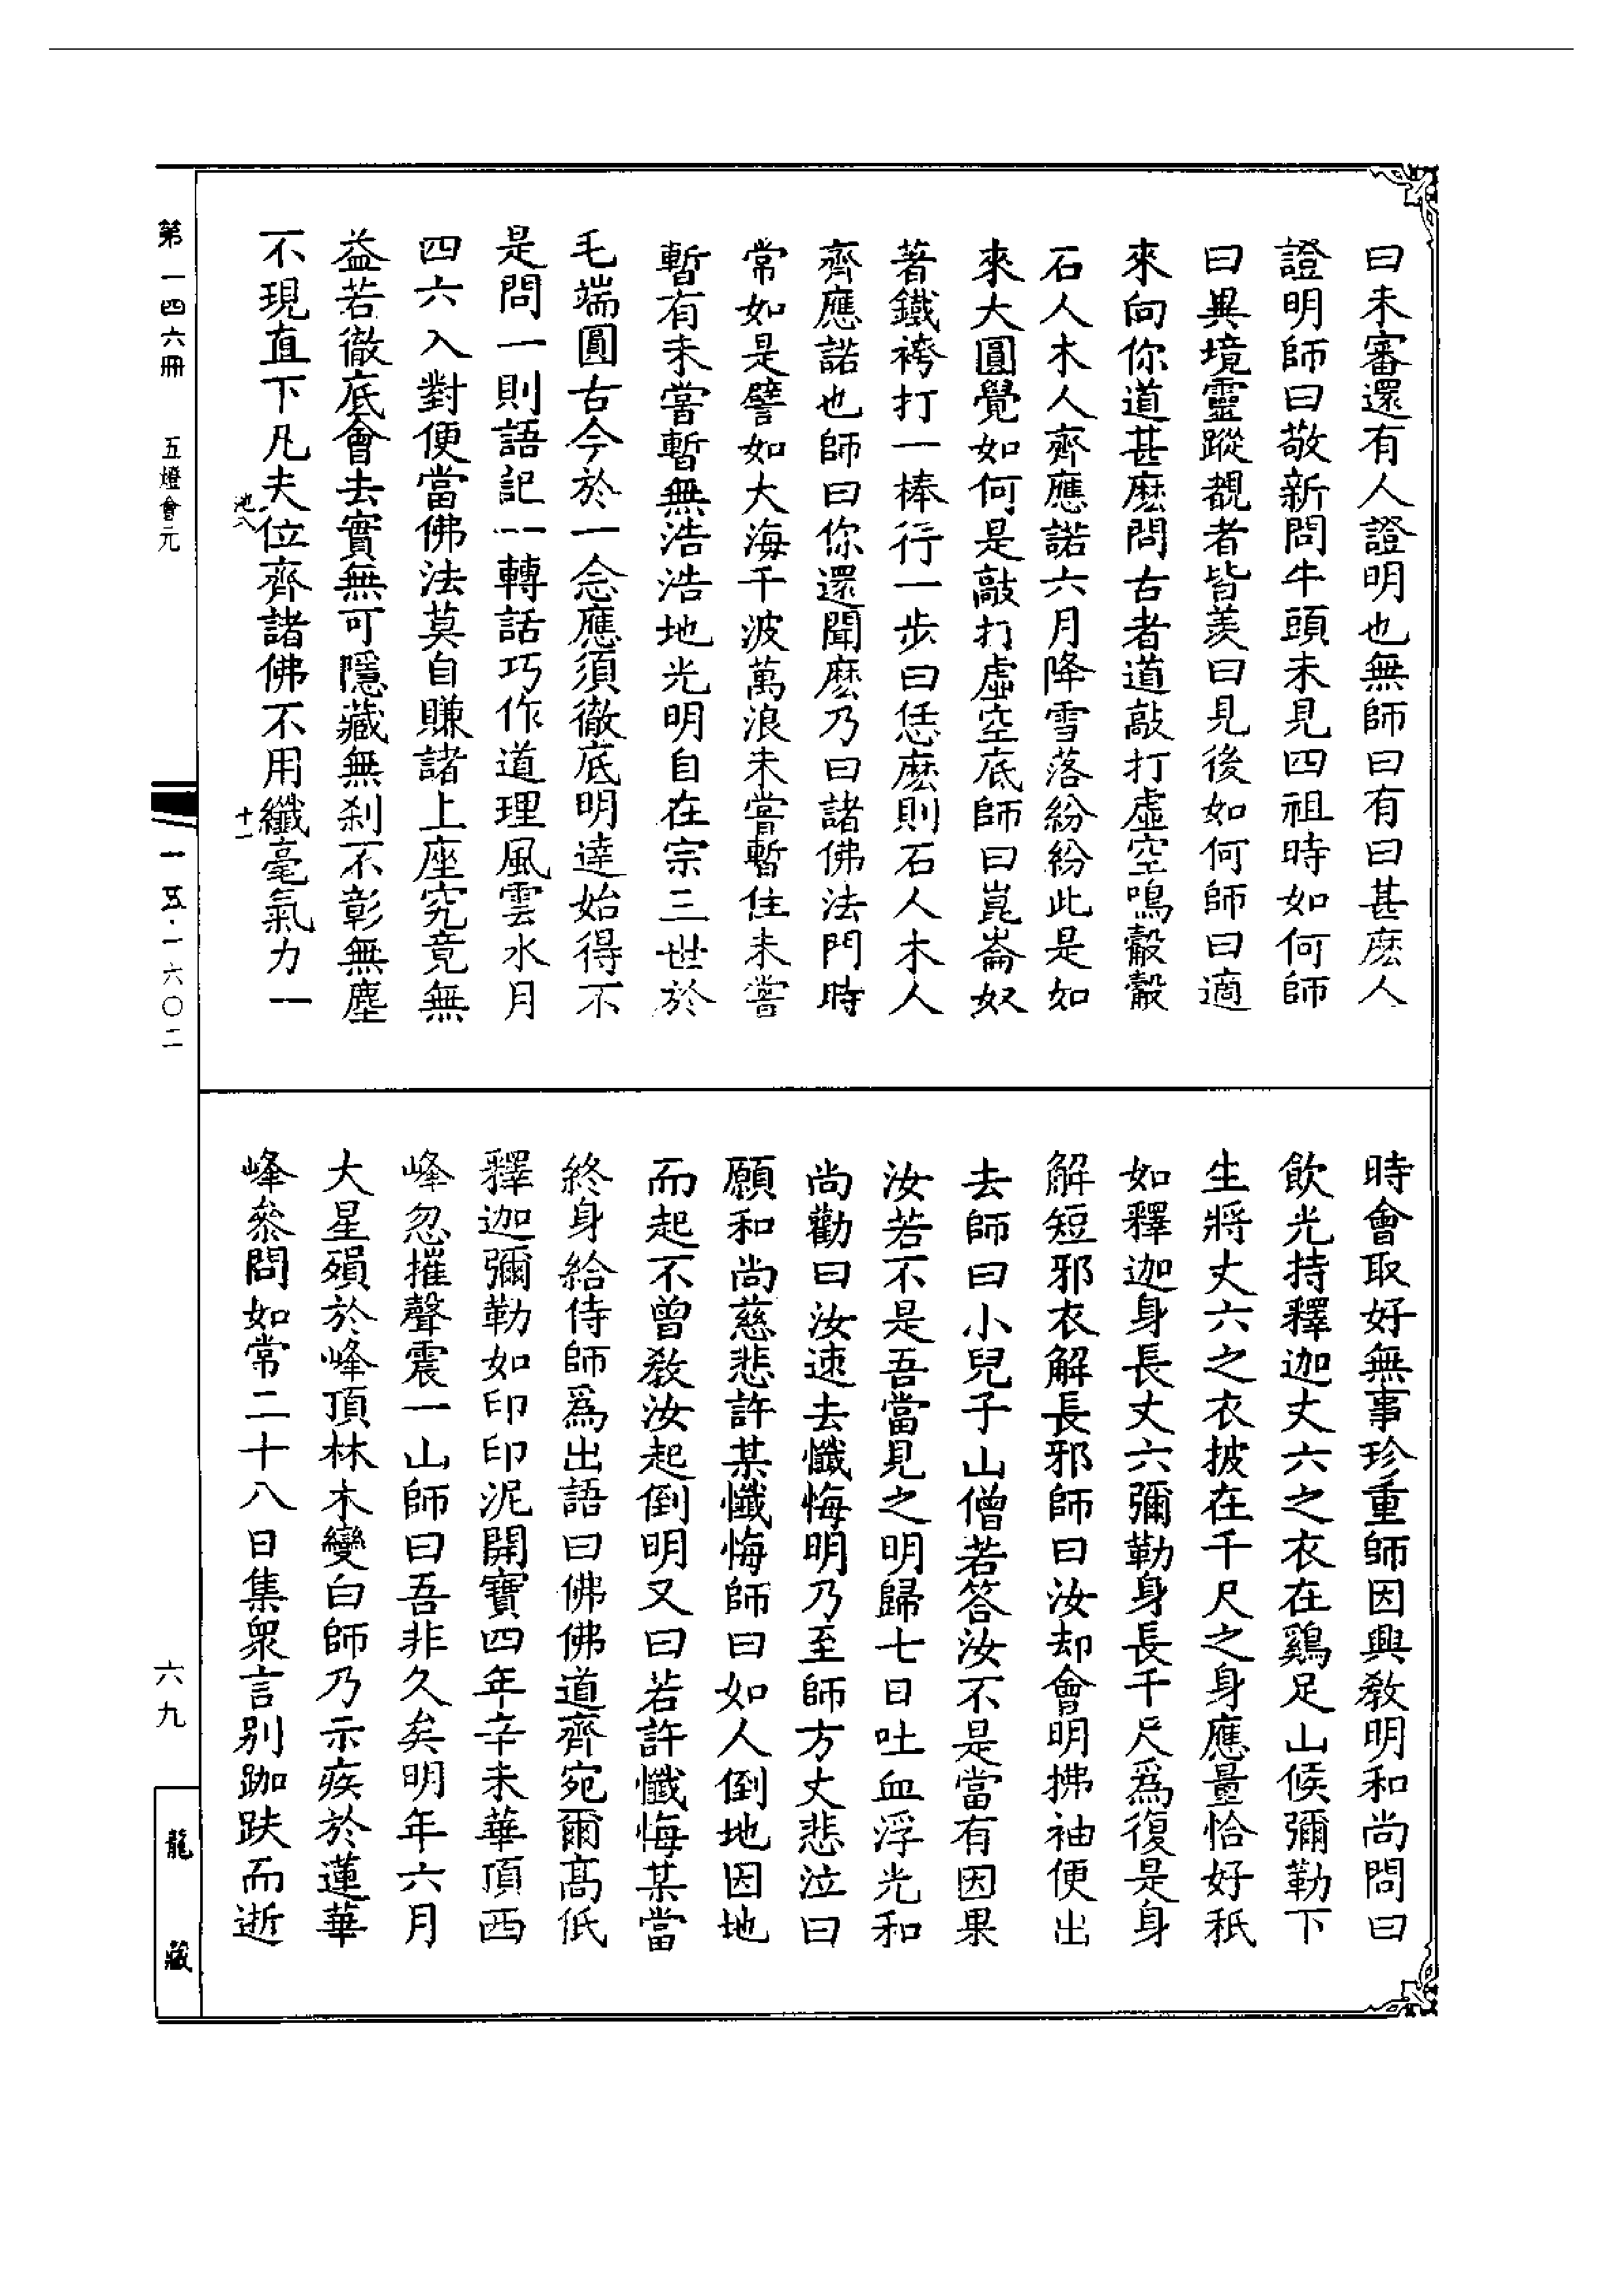 曰未審還有人證明也無師曰有曰甚麽人
證明師曰敬新問牛頭未見四祖時如何師
曰異境靈蹤覩者皆羨曰見後如何師曰適
來向你道甚麽問古者道敲打虛空鳴㲉㲉
石人木人齊應諾六月降雪落紛紛此是如
來大圓覺如何是敲打虛空底師曰崑崙奴
著鐵袴打一棒行一步曰恁麽則石人木人
齊應諾也師曰你還聞麽乃曰諸佛法門時
常如是譬如大海千波萬浪未嘗暫住未嘗
暫有未嘗暫無浩浩地光明自在宗三世於
毛端圓古今於一念應須徹底明達始得不
是問一則語記一轉話巧作道理風雲水月
四六入對便當佛法莫自賺諸上座究竟無
益若徹底會去實無可隱藏無刹不彰無塵
不現直下凡夫位齊諸佛不用纖毫氣力一
時會取好無事珍重師因興敎明和尚問曰
飲光持釋迦丈六之衣在鷄足山候彌勒下
生將丈六之衣披在千尺之身應量恰好秖
如釋迦身長丈六彌勒身長千尺爲復是身
解短邪衣解長邪師曰汝却會明拂袖便出
去師曰小兒子山僧若答汝不是當有因果
汝若不是吾當見之明歸七日吐血浮光和
尚勸曰汝速去懺悔明乃至師方丈悲泣曰
願和尚慈悲許某懺悔師曰如人倒地因地
而起不曾敎汝起倒明又曰若許懺悔某當
終身給侍師爲出語曰佛佛道齊宛爾高低
釋迦彌勒如印印泥開寶四年辛未華頂西
峰忽摧聲震一山師曰吾非久矣明年六月
大星殞於峰頂林木變白師乃示疾於蓮華
峰叅問如常二十八日集衆言别跏趺而逝
池八
十一
第一四六冊 五燈會元
一五·一六〇二
六九
龍藏